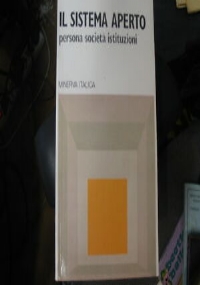 IL SISTEMA APERTO
persona società istituzioni
MINERVA ITALICA